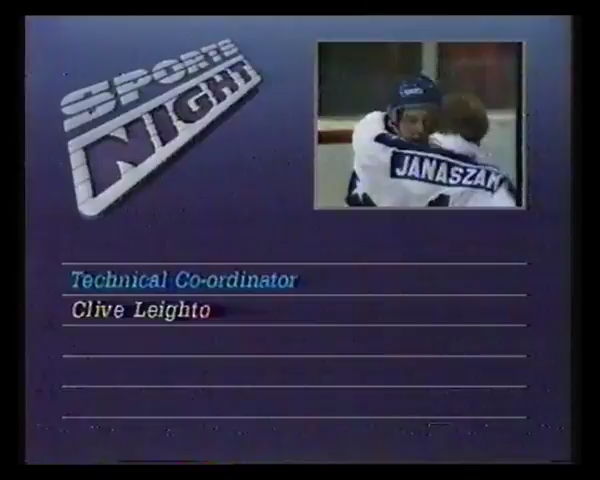 SPORTS
NIGHT
JANASZAK
Technical Co-ordinator
Clive Leighto